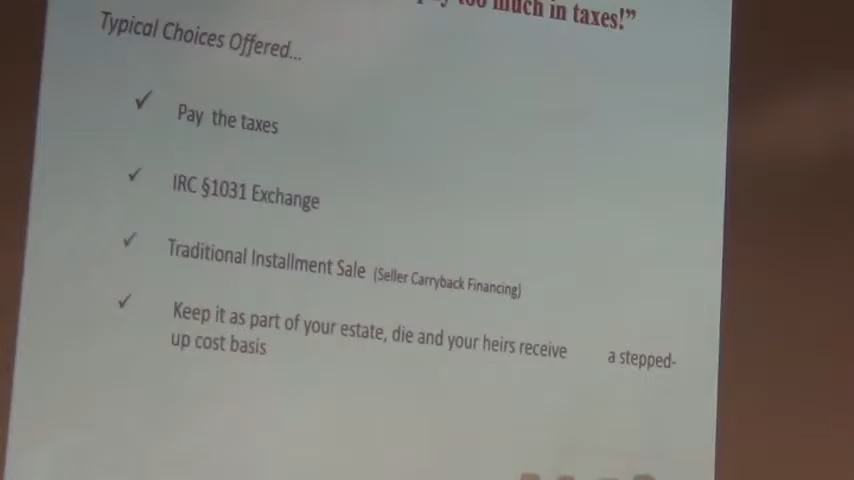 too much in taxes!”
Typical Choices Offered...
✓ Pay the taxes
✓ IRC §1031 Exchange
✓ Traditional Installment Sale (Seller Carryback Financing)
✓ Keep it as part of your estate, die and your heirs receive a stepped-
up cost basis